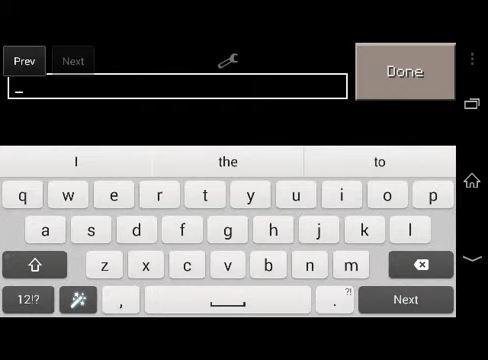 Prev Next
Done
_
I the to
q w e r t y u i o p
a s d f g h j k l
z x c v b n m
12!? , . ?! Next